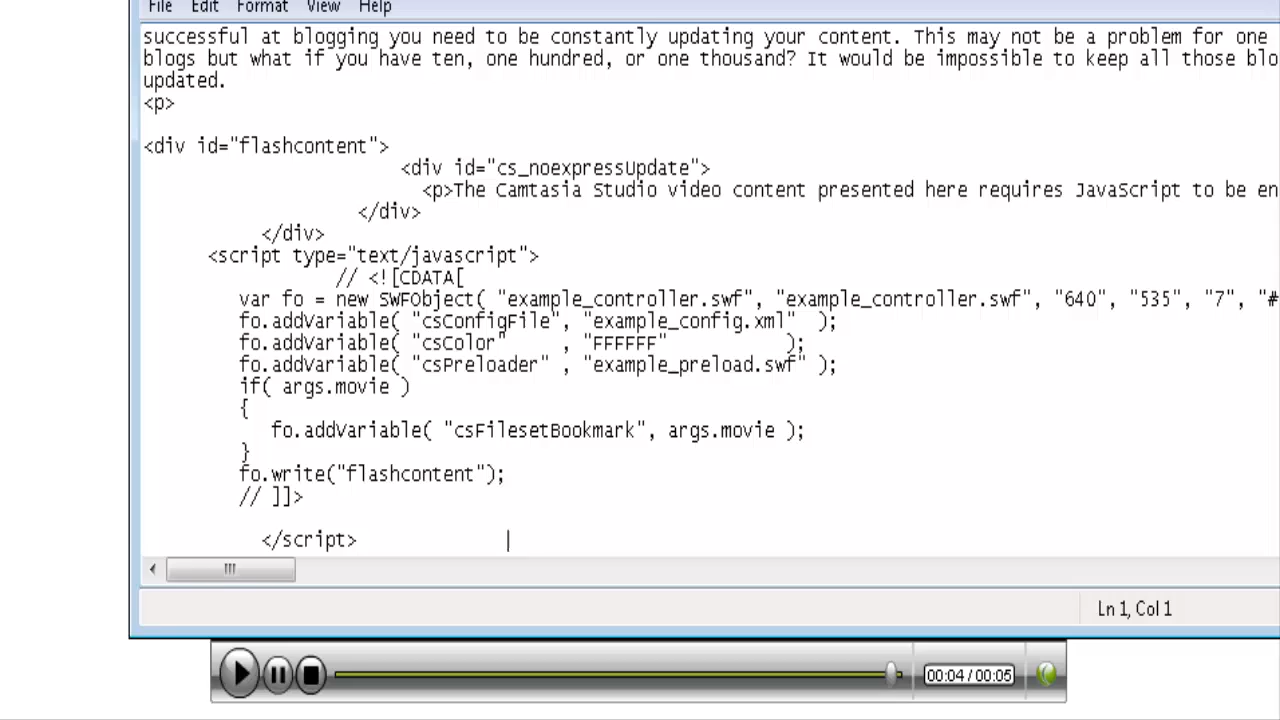 File Edit Format View Help
successful at blogging you need to be constantly updating your content. This may not be a problem for one
blogs but what if you have ten, one hundred, or one thousand? It would be impossible to keep all those blo
updated.
<p>
<div id="flashcontent">
<div id="cs_noexpressUpdate">
<p>The Camtasia Studio video content presented here requires JavaScript to be en
</div>
</div>
<script type="text/javascript">
// <![CDATA[
var fo = new SWFObject( "example_controller.swf", "example_controller.swf", "640", "535", "7", "#
fo.addVariable( "csConfigFile", "example_config.xml" );
fo.addVariable( "csColor" , "FFFFFF" );
fo.addVariable( "csPreloader" , "example_preload.swf" );
if( args.movie )
{
fo.addVariable( "csFilesetBookmark", args.movie );
}
fo.write("flashcontent");
// ]]>
</script>
Ln 1, Col 1
00:04 / 00:05